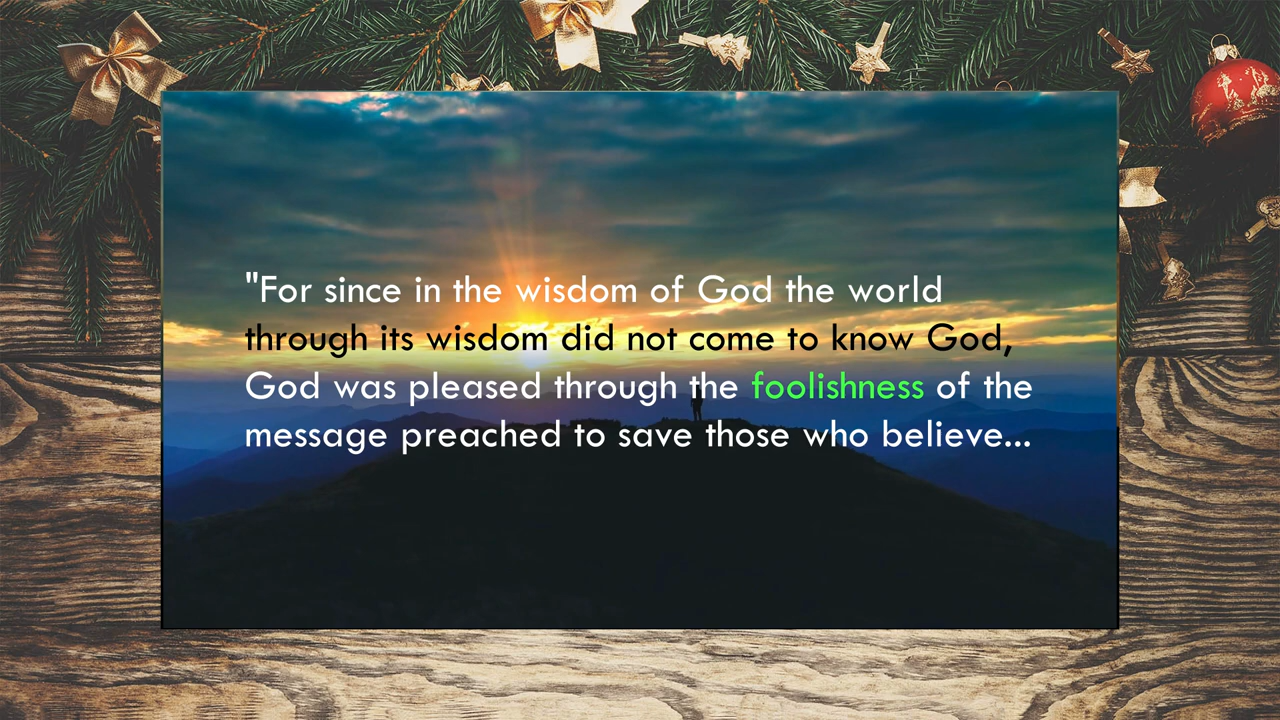 "For since in the wisdom of God the world
through its wisdom did not come to know God,
God was pleased through the foolishness of the
message preached to save those who believe...